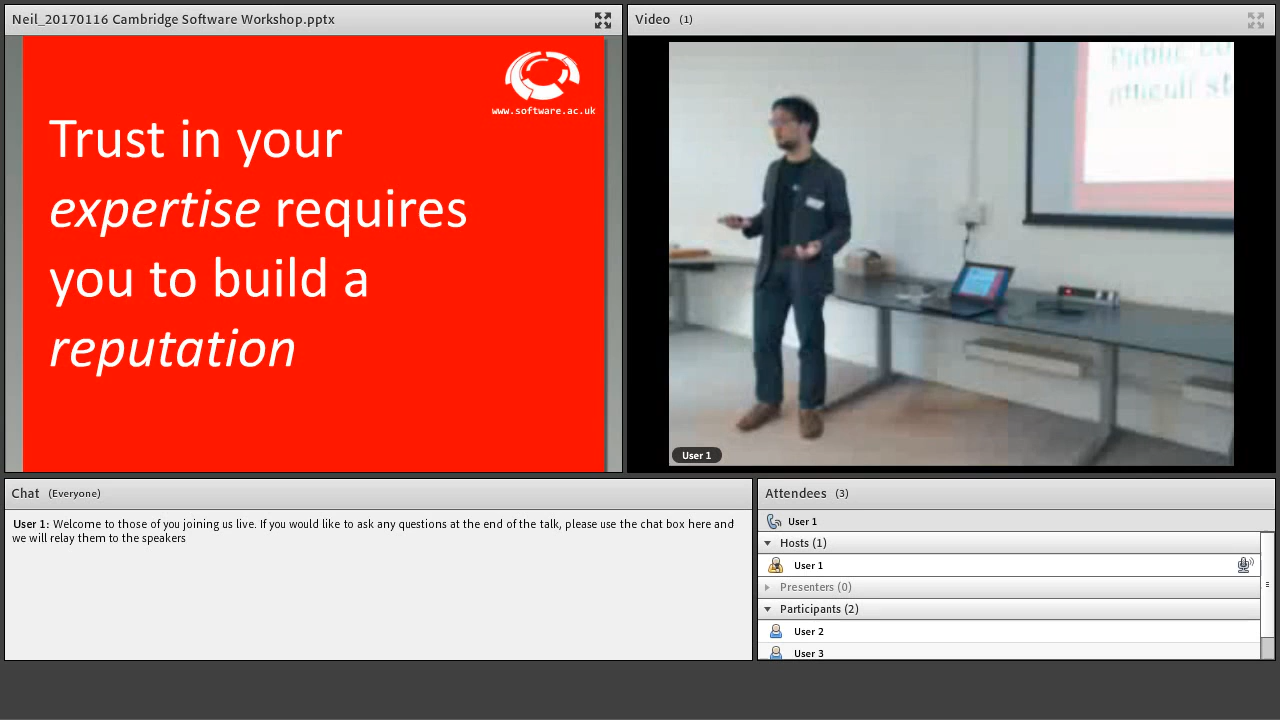 Neil_20170116 Cambridge Software Workshop.pptx
www.software.ac.uk
Trust in your
expertise requires
you to build a
reputation
Video (1)
Public
difficult st
User 1
Chat (Everyone)
User 1: Welcome to those of you joining us live. If you would like to ask any questions at the end of the talk, please use the chat box here and
we will relay them to the speakers
Attendees (3)
User 1
Hosts (1)
User 1
Presenters (0)
Participants (2)
User 2
User 3